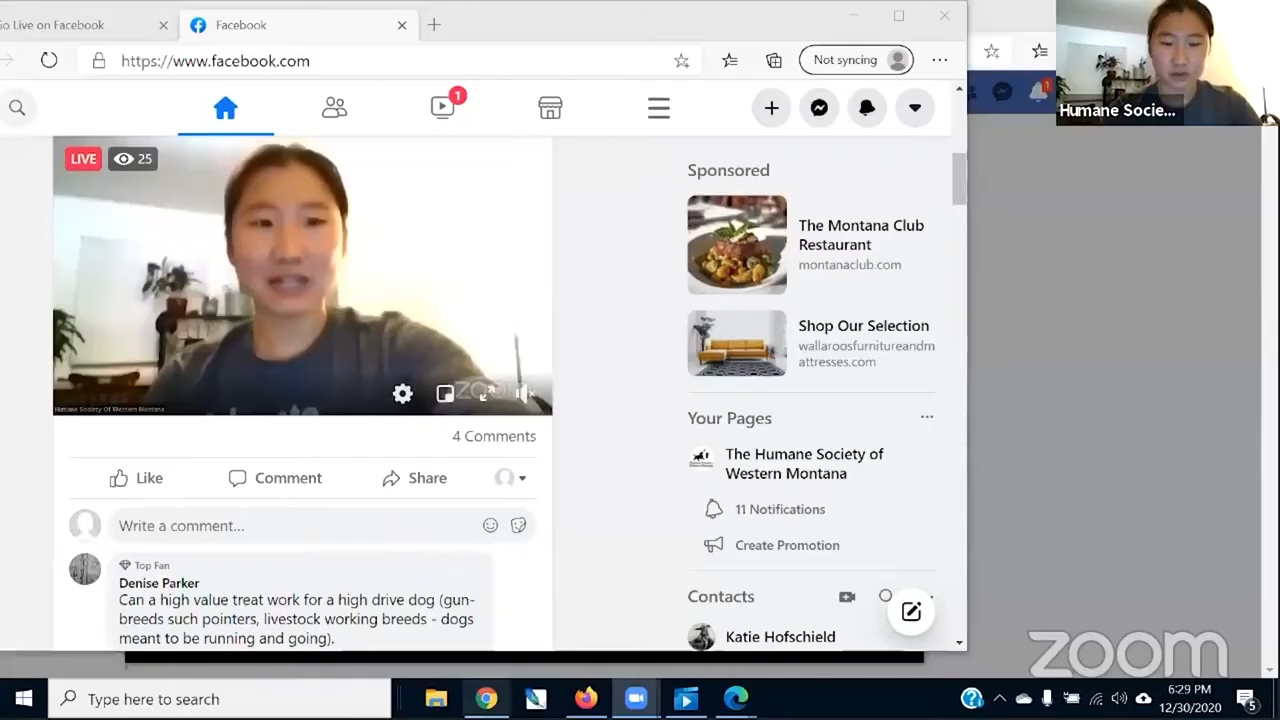 Go Live on Facebook
Facebook
https://www.facebook.com
Not syncing
1
1
Humane Socie...
LIVE
25
zoom
Humane Society Of Western Montana
4 Comments
Like
Comment
Share
Write a comment...
Top Fan
Denise Parker
Can a high value treat work for a high drive dog (gun-
breeds such pointers, livestock working breeds - dogs
meant to be running and going).
Sponsored
The Montana Club
Restaurant
montanaclub.com
Shop Our Selection
wallaroosfurnitureandm
attresses.com
Your Pages
The Humane Society of
Western Montana
11 Notifications
Create Promotion
Contacts
Katie Hofschield
zoom
Type here to search
6:29 PM
12/30/2020
5